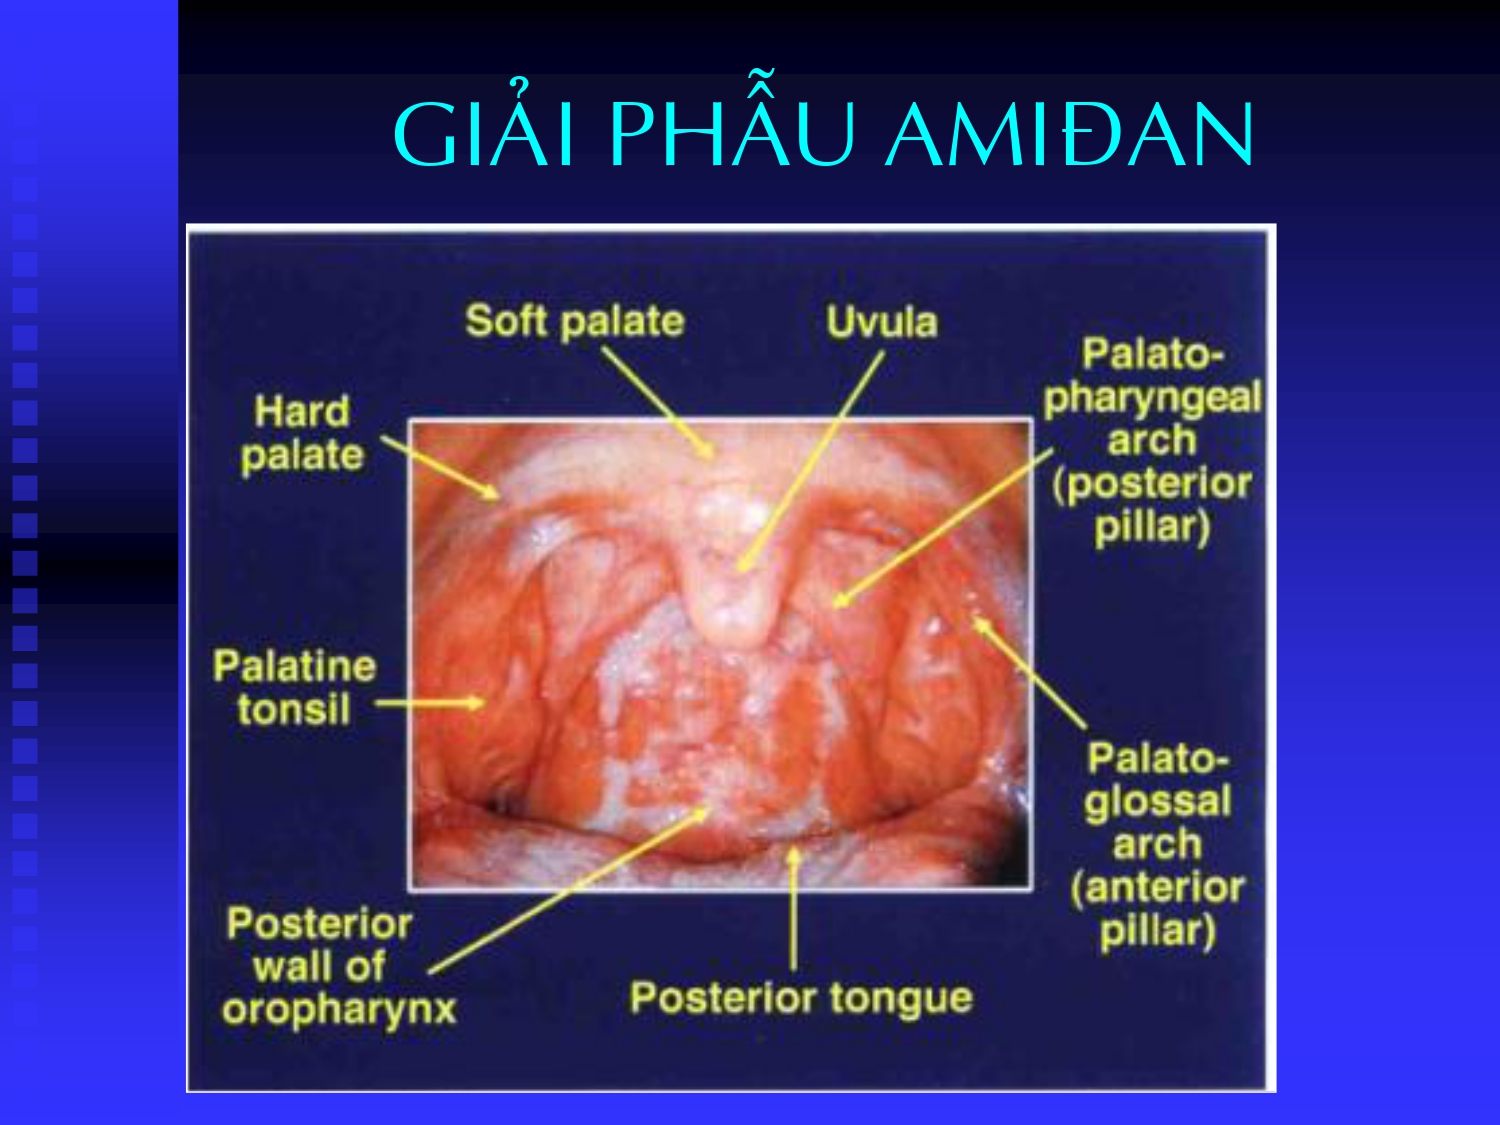 GIẢI PHẪU AMIĐAN
Soft palate
Uvula
Palato-
pharyngeal
arch
(posterior
pillar)
Hard
palate
Palatine
tonsil
Palato-
glossal
arch
(anterior
pillar)
Posterior
wall of
oropharynx
Posterior tongue